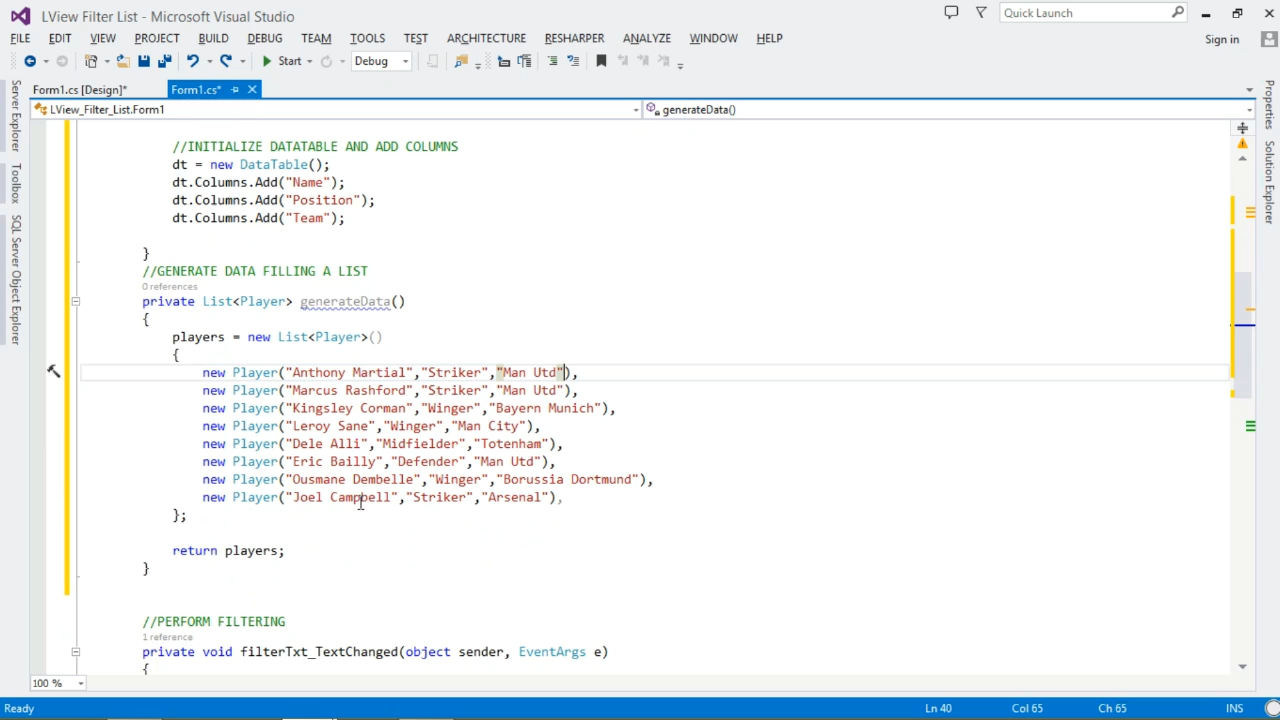 LView Filter List - Microsoft Visual Studio
Quick Launch
FILE EDIT VIEW PROJECT BUILD DEBUG TEAM TOOLS TEST ARCHITECTURE RESHARPER ANALYZE WINDOW HELP
Sign in
Start Debug
Form1.cs [Design]* Form1.cs*
LView_Filter_List.Form1 generateData()
Server Explorer
Toolbox
SQL Server Object Explorer
Properties
Solution Explorer
//INITIALIZE DATATABLE AND ADD COLUMNS
dt = new DataTable();
dt.Columns.Add("Name");
dt.Columns.Add("Position");
dt.Columns.Add("Team");
}
//GENERATE DATA FILLING A LIST
0 references
private List<Player> generateData()
{
players = new List<Player>()
{
new Player("Anthony Martial","Striker","Man Utd"),
new Player("Marcus Rashford","Striker","Man Utd"),
new Player("Kingsley Corman","Winger","Bayern Munich"),
new Player("Leroy Sane","Winger","Man City"),
new Player("Dele Alli","Midfielder","Totenham"),
new Player("Eric Bailly","Defender","Man Utd"),
new Player("Ousmane Dembelle","Winger","Borussia Dortmund"),
new Player("Joel Campbell","Striker","Arsenal"),
};
return players;
}
//PERFORM FILTERING
1 reference
private void filterTxt_TextChanged(object sender, EventArgs e)
{
100 %
Ready Ln 40 Col 65 Ch 65 INS